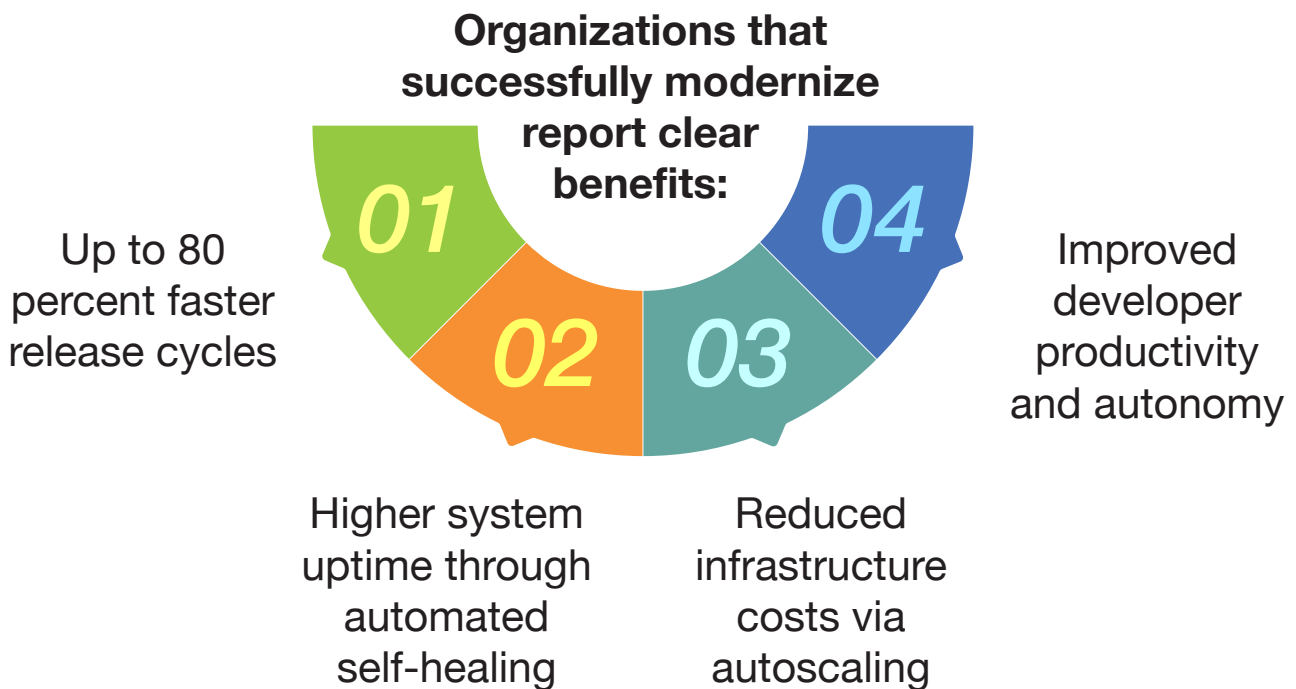 Organizations that
successfully modernize
report clear
benefits:
01
Up to 80
percent faster
release cycles
02
Higher system
uptime through
automated
self-healing
03
Reduced
infrastructure
costs via
autoscaling
04
Improved
developer
productivity
and autonomy